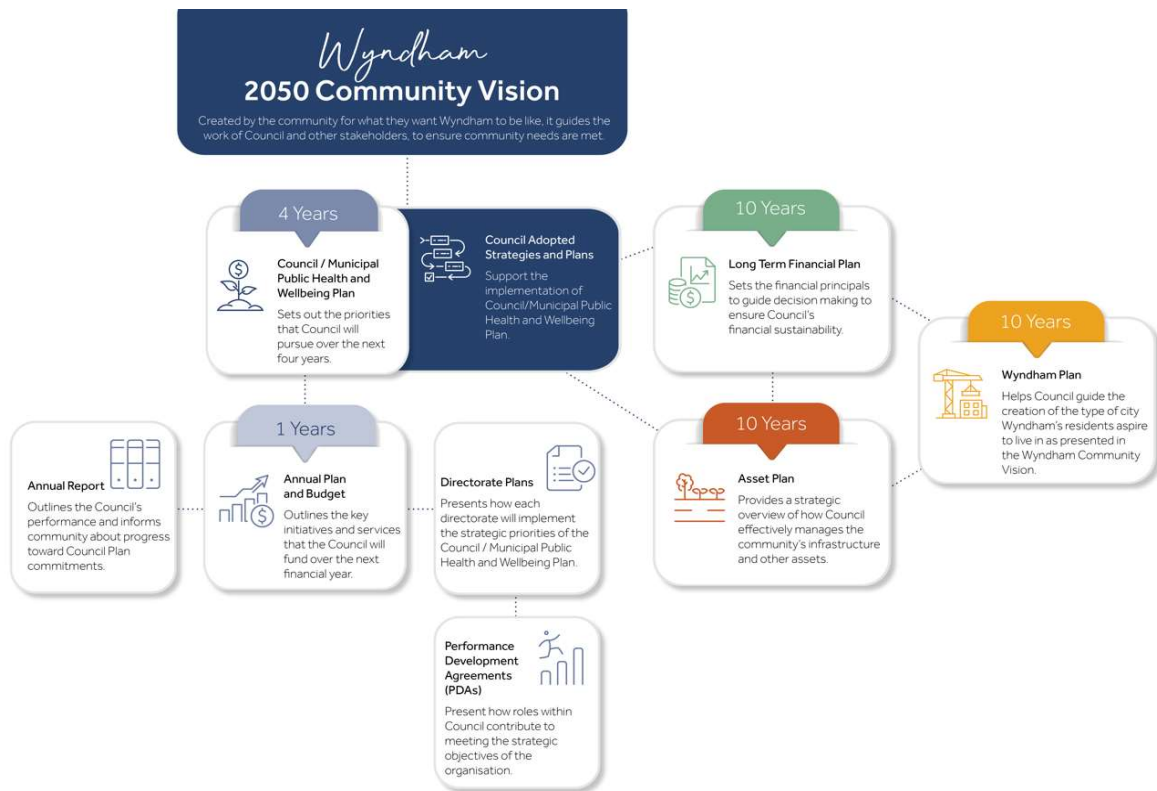 Wyndham
2050 Community Vision
Created by the community for what they want Wyndham to be like, it guides the
work of Council and other stakeholders, to ensure community needs are met.
4 Years
Council / Municipal
Public Health and
Wellbeing Plan
Sets out the priorities
that Council will
pursue over the next
four years.
Council Adopted
Strategies and Plans
Support the
implementation of
Council/Municipal Public
Health and Wellbeing
Plan.
10 Years
Long Term Financial Plan
Sets the financial principals
to guide decision making to
ensure Council's
financial sustainability.
10 Years
Wyndham Plan
Helps Council guide the
creation of the type of city
Wyndham's residents aspire
to live in as presented in
the Wyndham Community
Vision.
Annual Report
Outlines the Council's
performance and informs
community about progress
toward Council Plan
commitments.
1 Years
Annual Plan
and Budget
Outlines the key
initiatives and services
that the Council will
fund over the next
financial year.
Directorate Plans
Presents how each
directorate will implement
the strategic priorities of the
Council / Municipal Public
Health and Wellbeing Plan.
10 Years
Asset Plan
Provides a strategic
overview of how Council
effectively manages the
community's infrastructure
and other assets.
Performance
Development
Agreements
(PDAs)
Present how roles within
Council contribute to
meeting the strategic
objectives of the
organisation.